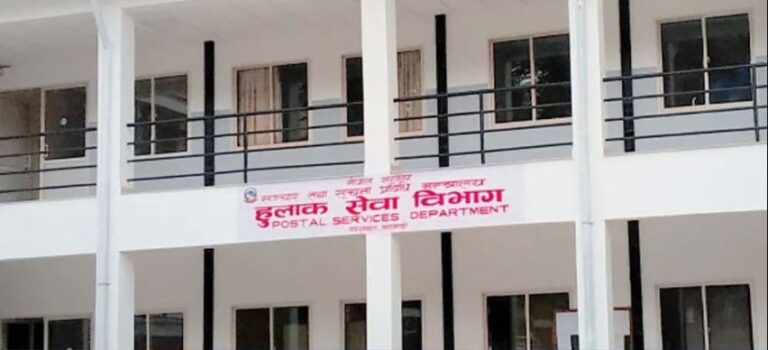 नेपाल सरकार
सञ्चार तथा सूचना प्रविधि मन्त्रालय
हुलाक सेवा विभाग
POSTAL SERVICES DEPARTMENT